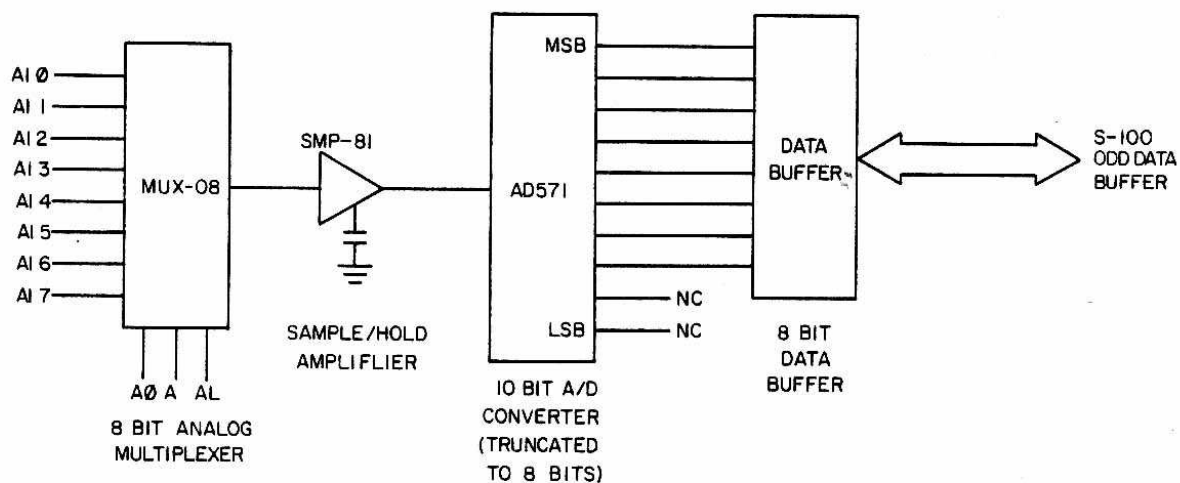 AI Ø
AI 1
AI 2
AI 3
AI 4
AI 5
AI 6
AI 7
MUX-08
AØ A AL
8 BIT ANALOG
MULTIPLEXER
SMP-81
SAMPLE/HOLD
AMPLIFLIER
MSB
AD571
LSB
10 BIT A/D
CONVERTER
(TRUNCATED
TO 8 BITS)
NC
NC
DATA
BUFFER
8 BIT
DATA
BUFFER
S-100
ODD DATA
BUFFER